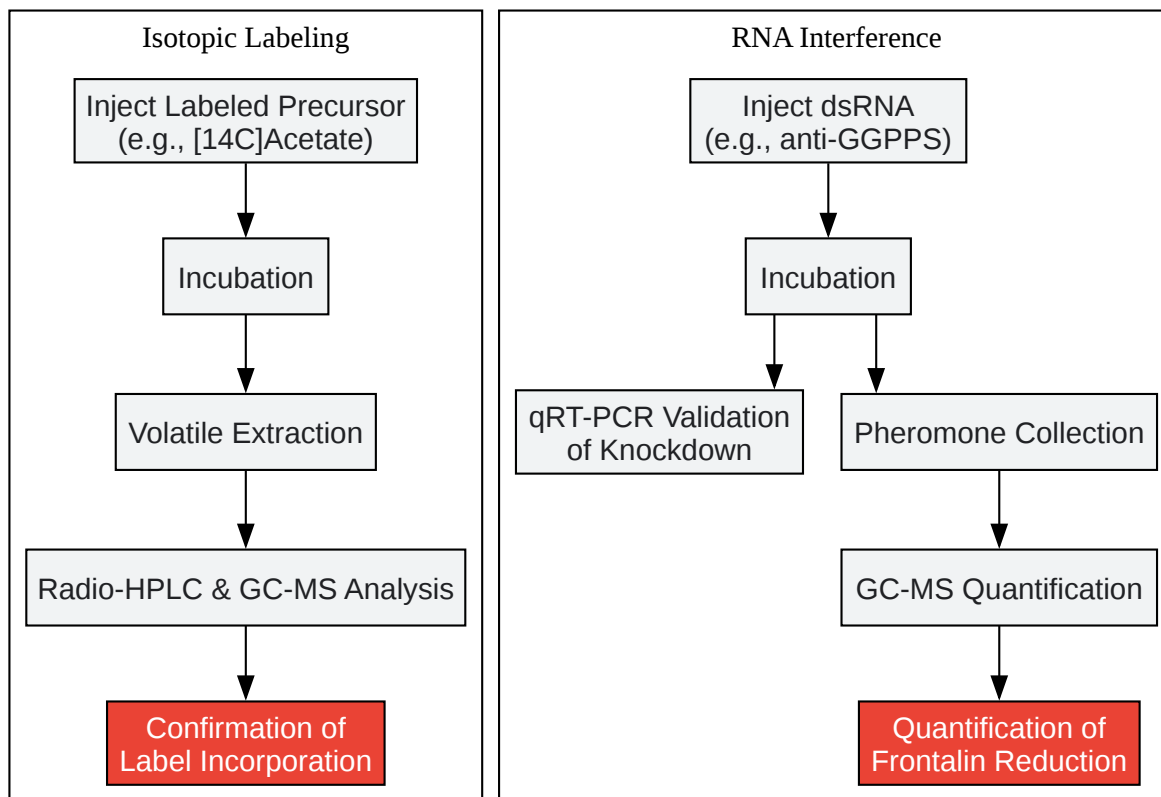 Isotopic Labeling
Inject Labeled Precursor
(e.g., [14C]Acetate)
Incubation
Volatile Extraction
Radio-HPLC & GC-MS Analysis
Confirmation of
Label Incorporation
RNA Interference
Inject dsRNA
(e.g., anti-GGPPS)
Incubation
qRT-PCR Validation
of Knockdown
Pheromone Collection
GC-MS Quantification
Quantification of
Frontalin Reduction